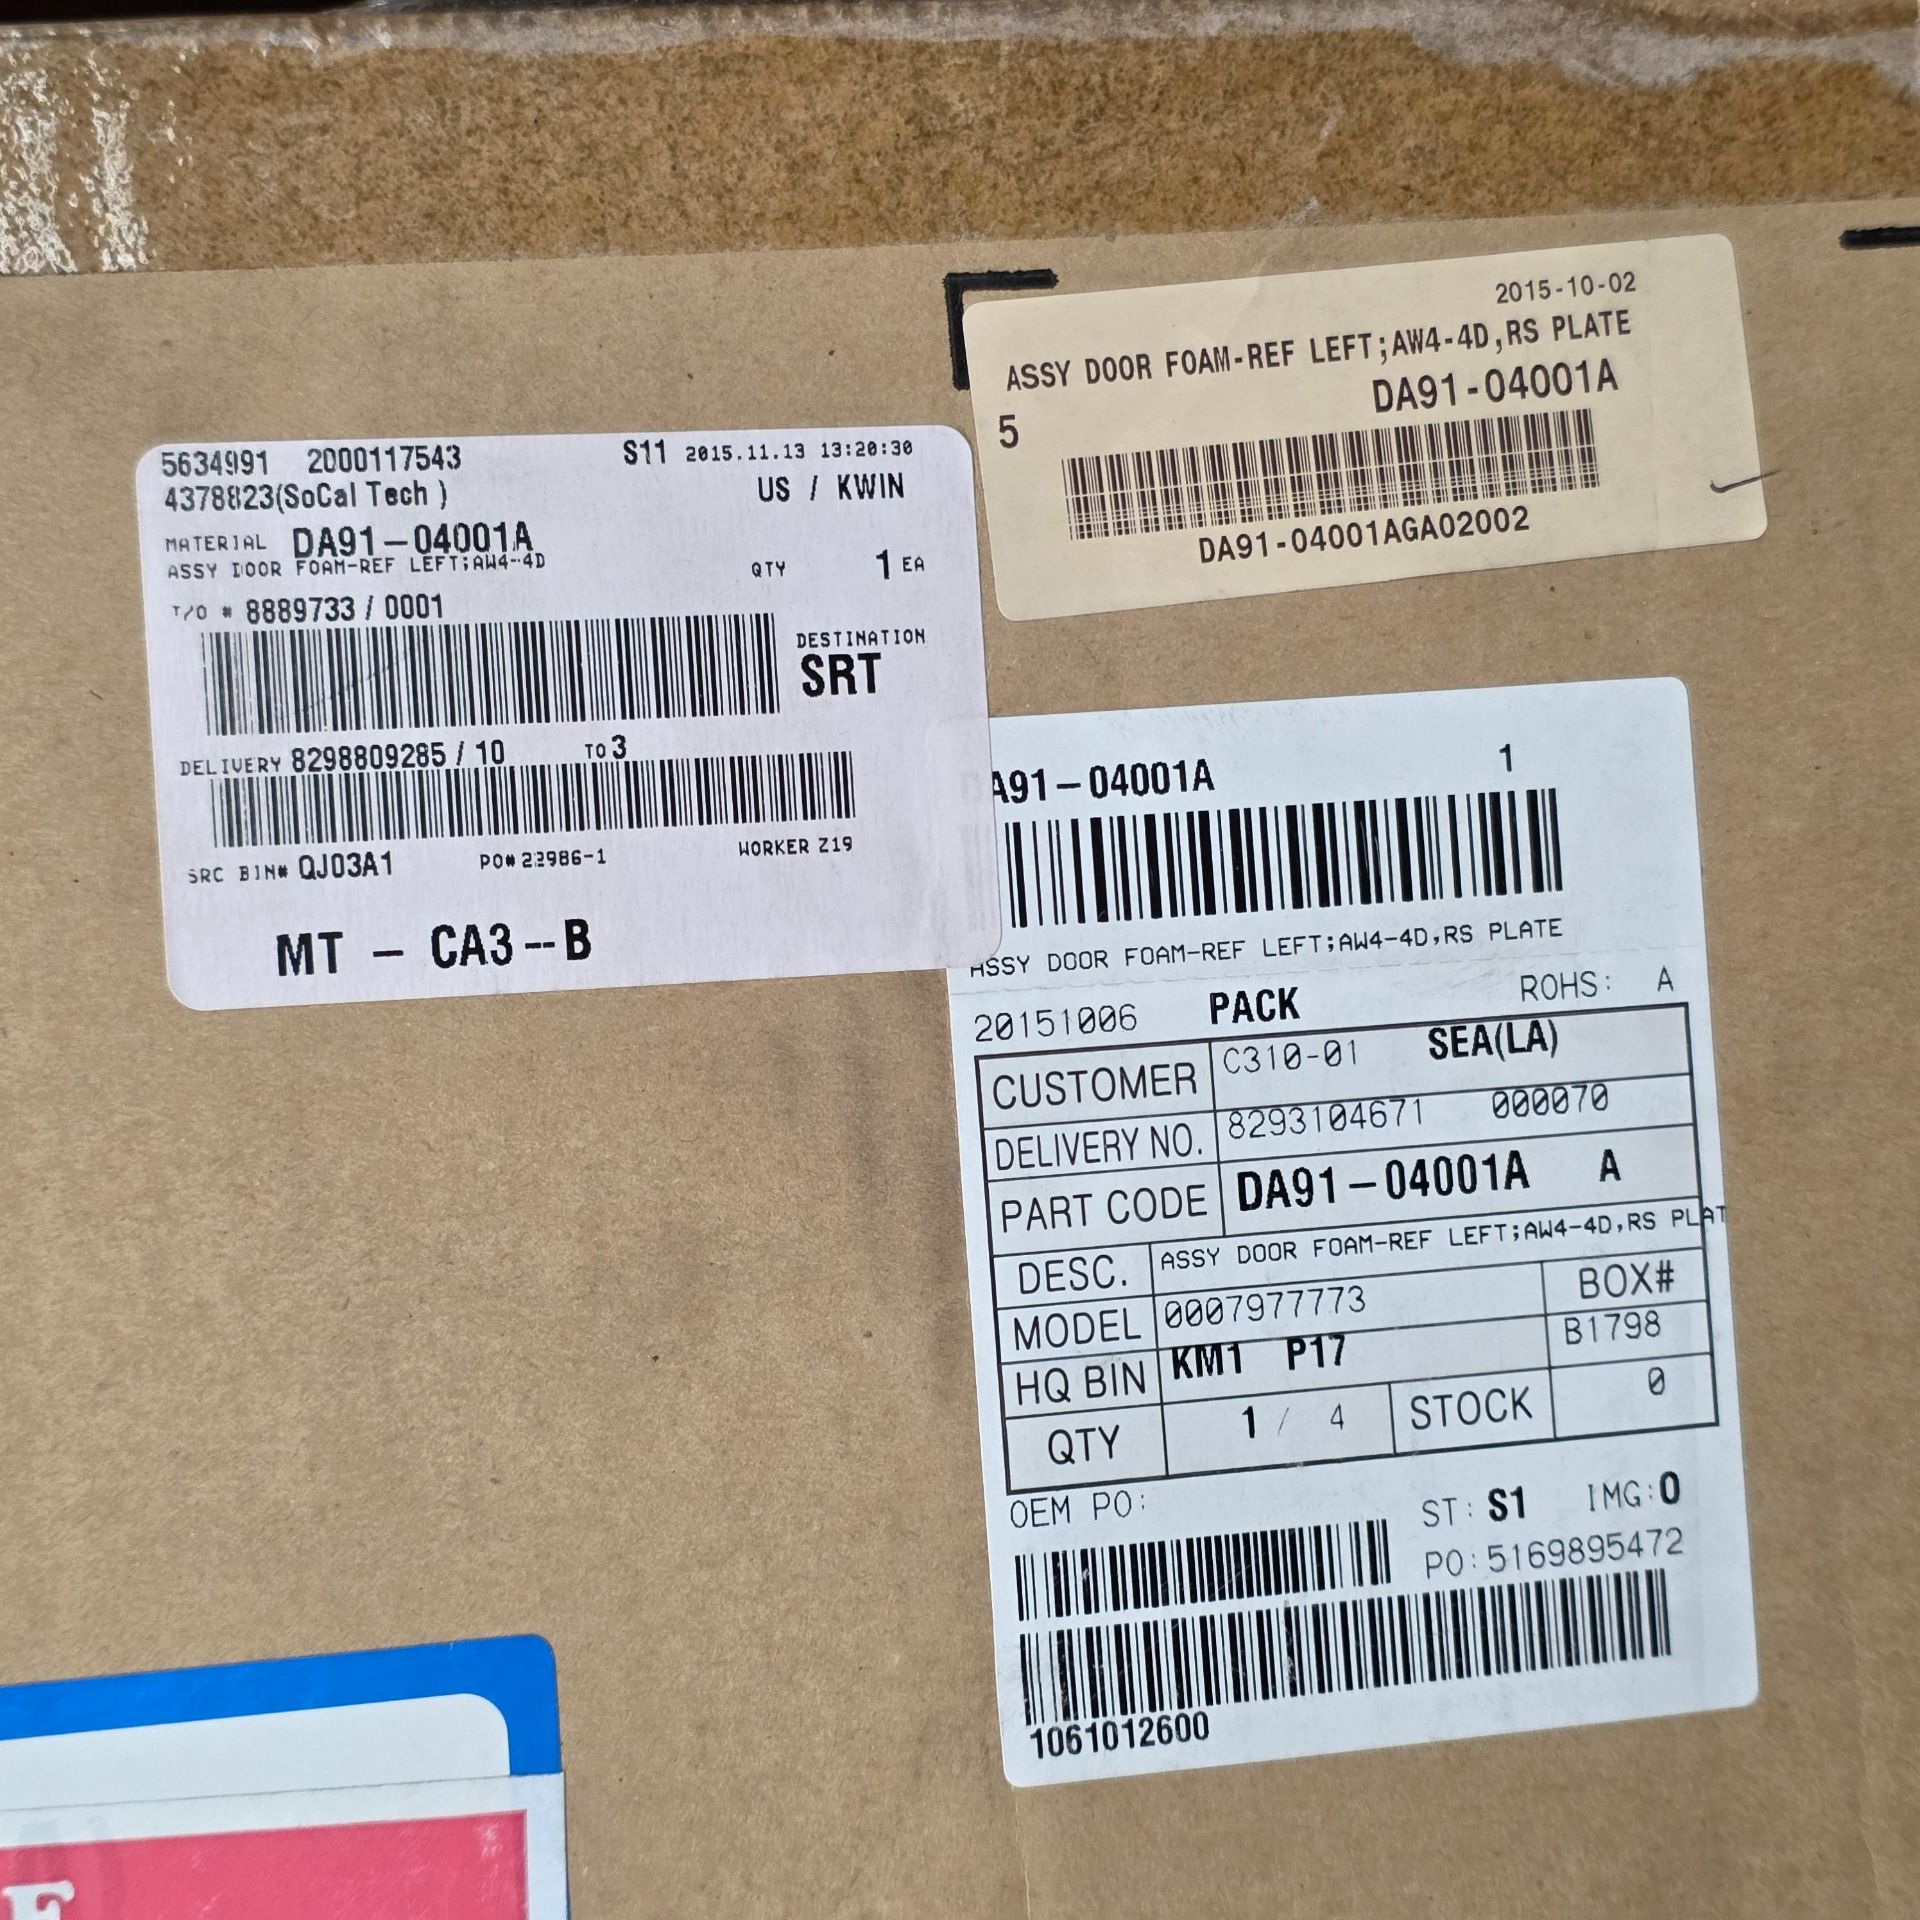 2015-10-02
ASSY DOOR FOAM-REF LEFT;AW4-4D,RS PLATE
DA91-04001A
5
DA91-04001AGA02002
5634991 2000117543 S11 2015.11.13 13:20:30
4378823(SoCal Tech ) US / KWIN
MATERIAL DA91-04001A
ASSY DOOR FOAM-REF LEFT;AW4-4D QTY 1 EA
T/O # 8889733 / 0001
DESTINATION
SRT
DELIVERY 8298809285 / 10 TO 3
SRC BIN# QJ03A1 PO# 22986-1 WORKER Z19
MT - CA3--B
DA91-04001A 1
ASSY DOOR FOAM-REF LEFT;AW4-4D,RS PLATE
20151006 PACK ROHS: A
CUSTOMER C310-01 SEA(LA)
DELIVERY NO. 8293104671 000070
PART CODE DA91-04001A A
DESC. ASSY DOOR FOAM-REF LEFT;AW4-4D,RS PLAT
MODEL 0007977773 BOX#
HQ BIN KM1 P17 B1798
QTY 1 / 4 STOCK 0
OEM PO: ST: S1 IMG:0
PO:5169895472
1061012600